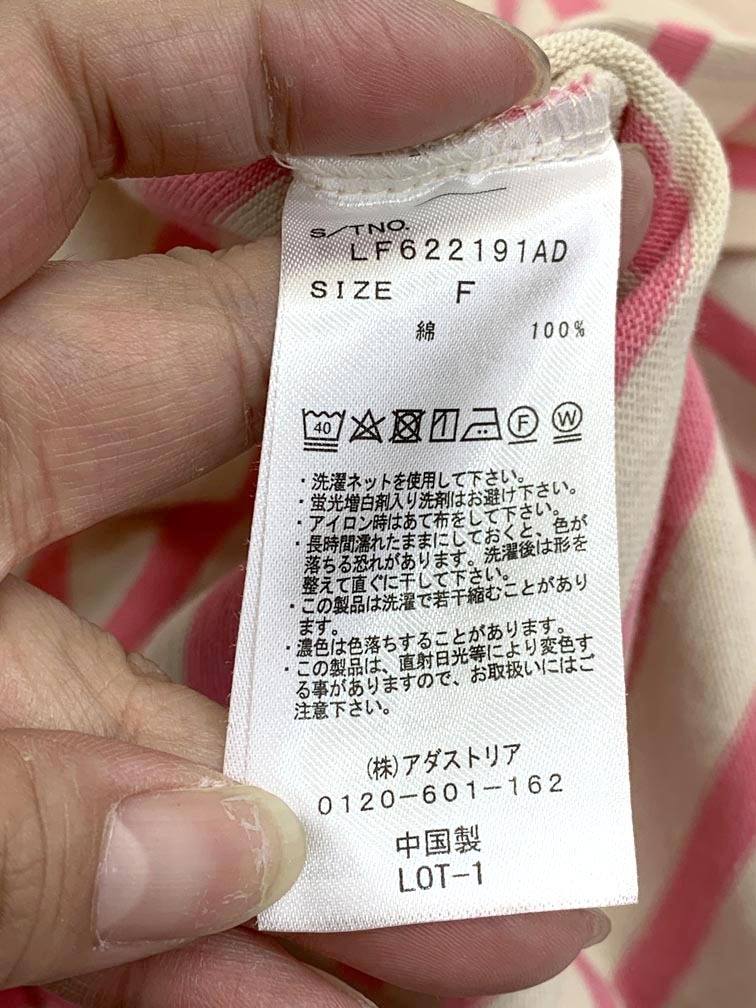 S/TNO.
LF622191AD
SIZE F
綿 100%
40 F W
・洗濯ネットを使用して下さい。
・蛍光増白剤入り洗剤はお避け下さい。
・アイロン時はあて布をして下さい。
・長時間濡れたままにしておくと、色が
落ちる恐れがあります。洗濯後は形を
整えて直ぐに干して下さい。
・この製品は洗濯で若干縮むことがあり
ます。
・濃色は色落ちすることがあります。
・この製品は、直射日光等により変色す
る事がありますので、お取扱いにはご
注意下さい。
(株)アダストリア
0120-601-162
中国製
LOT-1